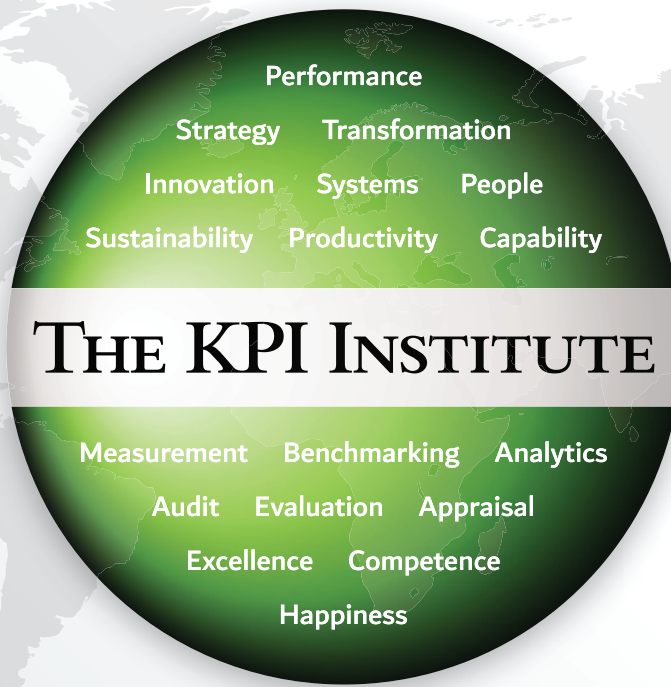 Performance
Strategy Transformation
Innovation Systems People
Sustainability Productivity Capability
THE KPI INSTITUTE
Measurement Benchmarking Analytics
Audit Evaluation Appraisal
Excellence Competence
Happiness